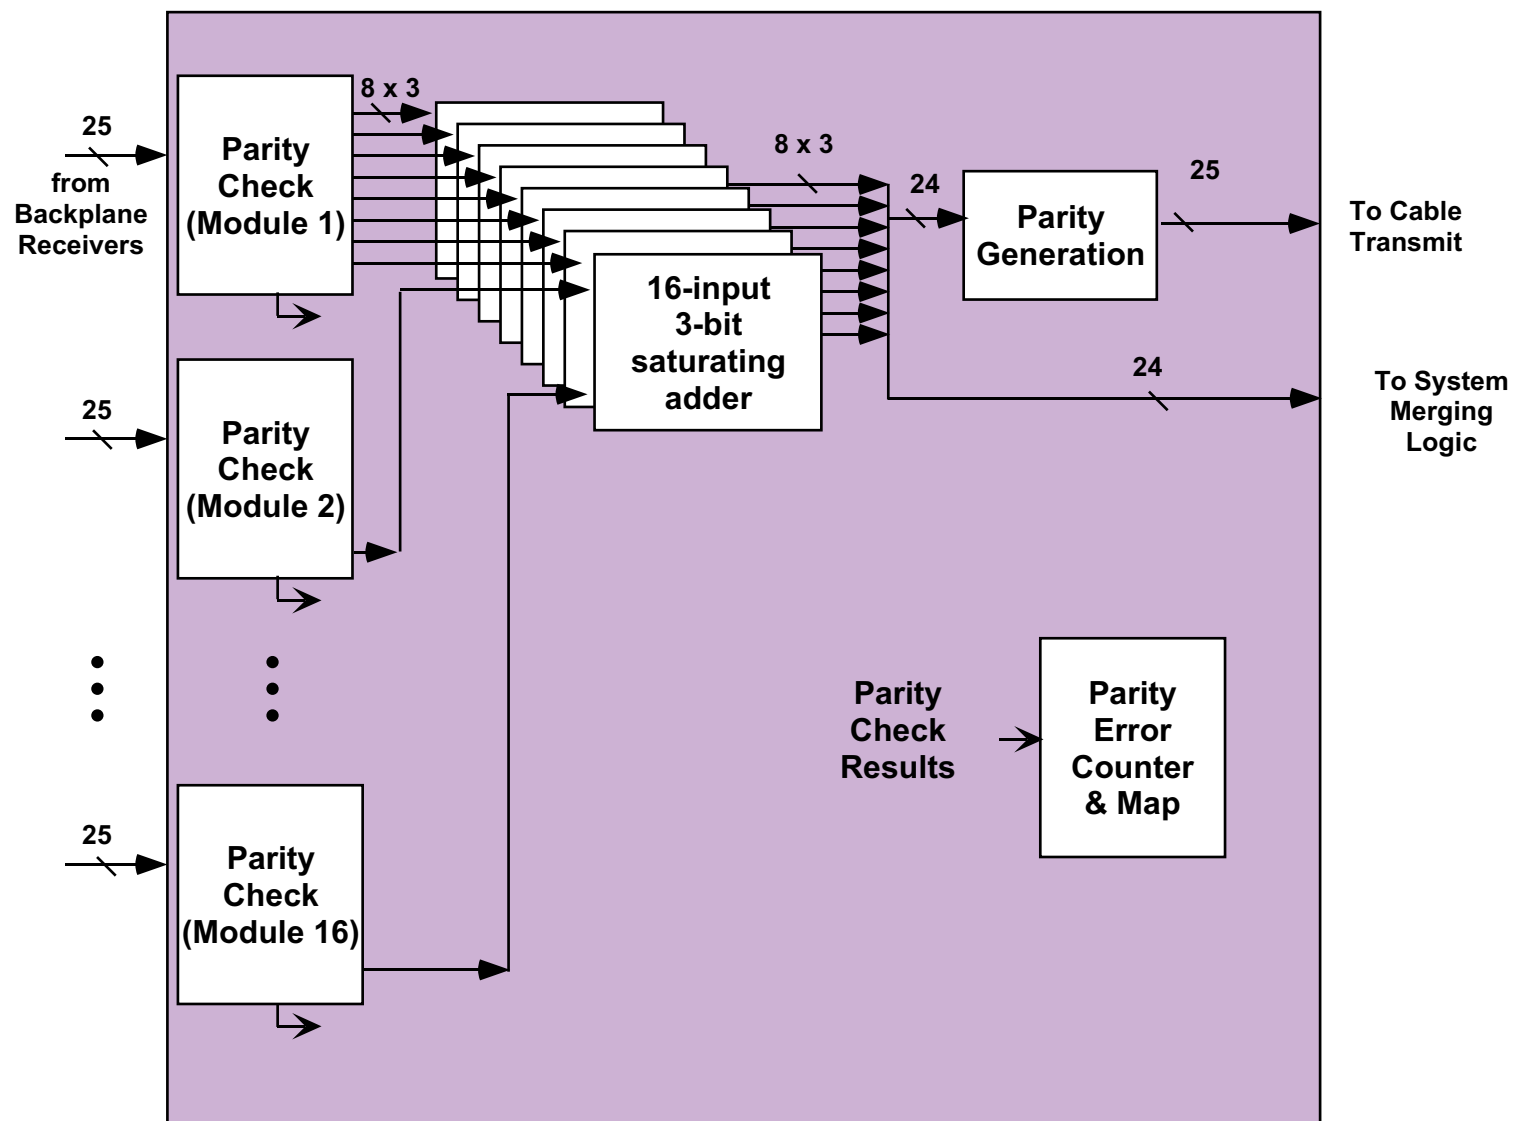 25
from
Backplane
Receivers
Parity
Check
(Module 1)
8 x 3
16-input
3-bit
saturating
adder
8 x 3
24
Parity
Generation
25
To Cable
Transmit
24
To System
Merging
Logic
25
Parity
Check
(Module 2)
Parity
Check
Results
Parity
Error
Counter
& Map
25
Parity
Check
(Module 16)